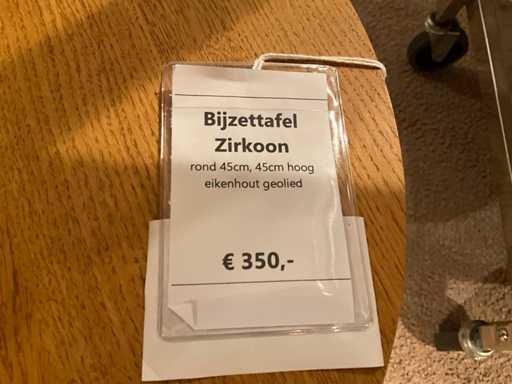 Bijzettafel
Zirkoon
rond 45cm, 45cm hoog
eikenhout geolied
€ 350,-